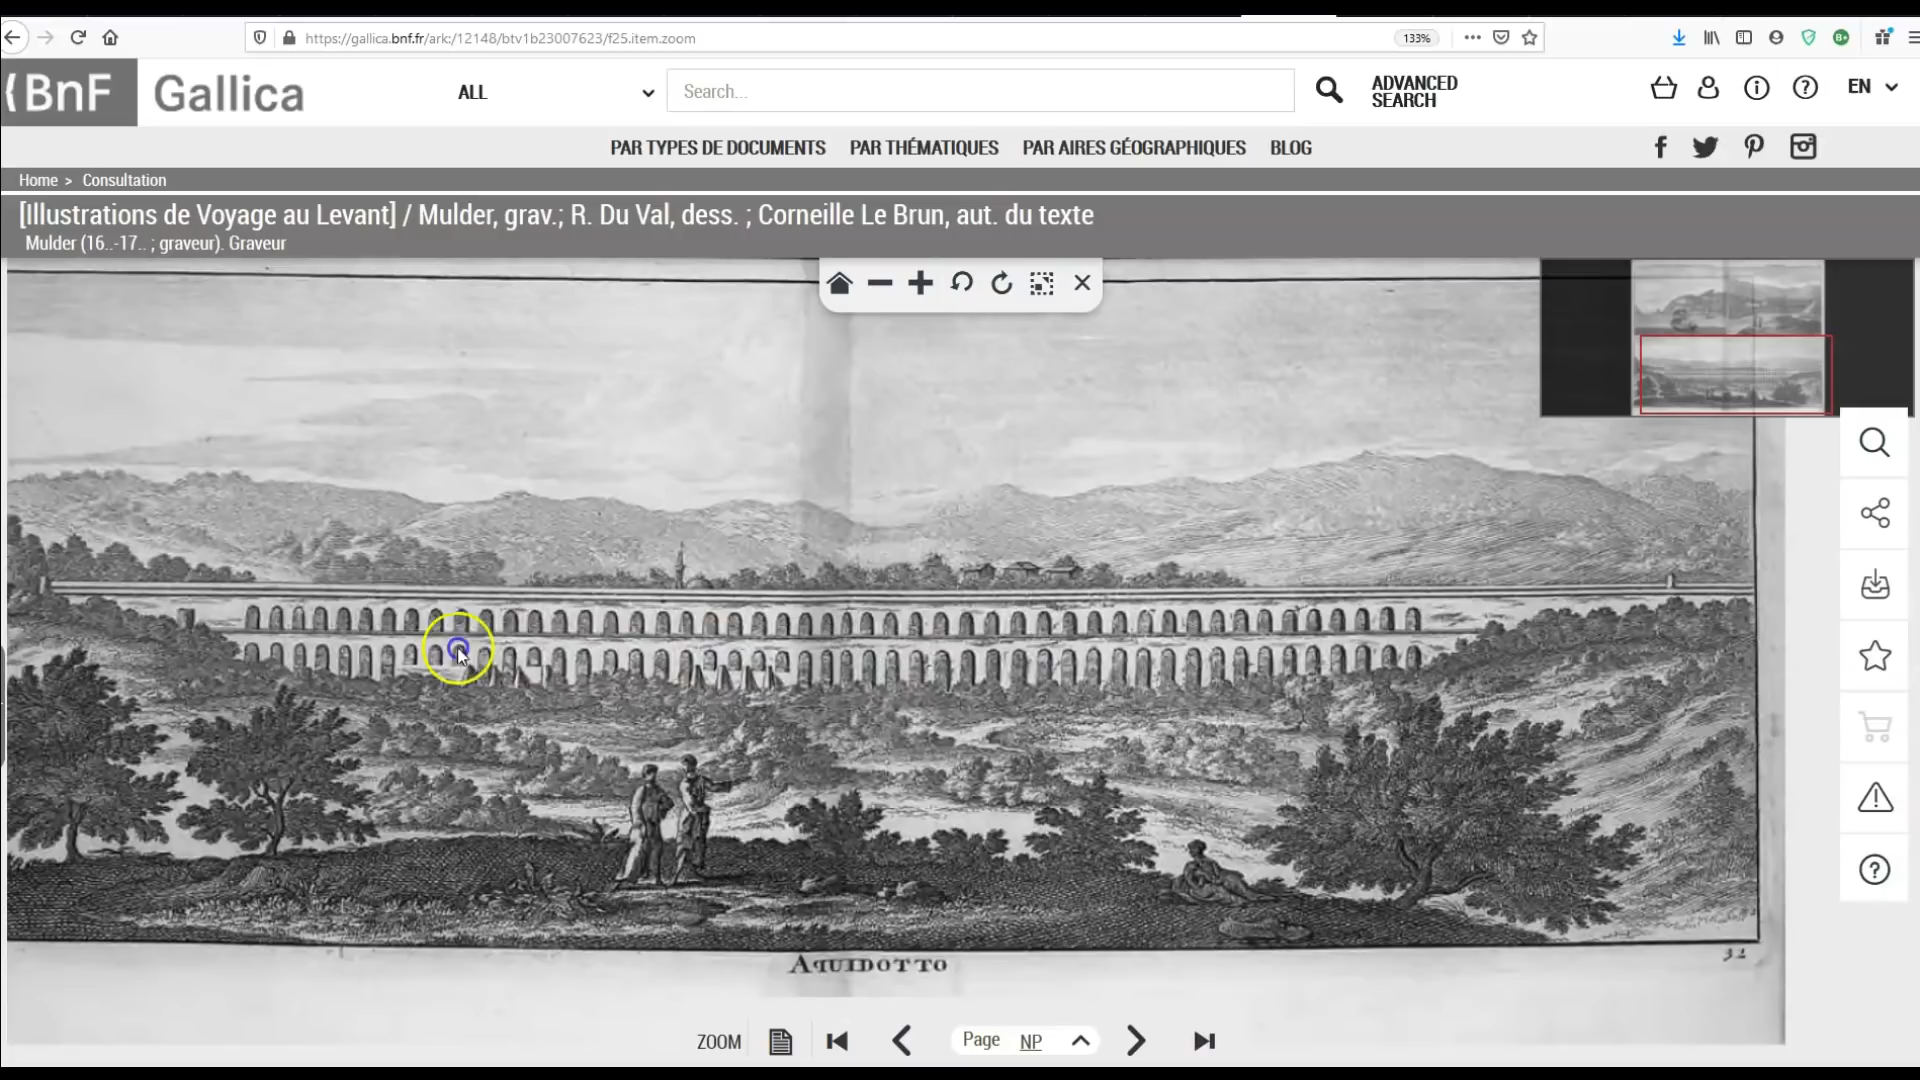 https://gallica.bnf.fr/ark:/12148/btv1b23007623/f25.item.zoom
133%
BnF Gallica
ALL
Search...
ADVANCED
SEARCH
EN
PAR TYPES DE DOCUMENTS PAR THÉMATIQUES PAR AIRES GÉOGRAPHIQUES BLOG
Home > Consultation
[Illustrations de Voyage au Levant] / Mulder, grav.; R. Du Val, dess. ; Corneille Le Brun, aut. du texte
Mulder (16..-17.. ; graveur). Graveur
AQUIDOTTO
32
ZOOM
Page NP